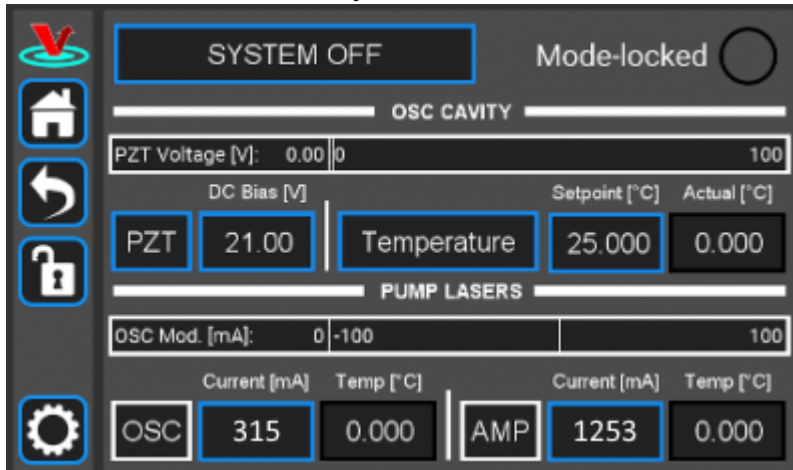 SYSTEM OFF Mode-locked
OSC CAVITY
PZT Voltage [V]: 0.00 0 100
DC Bias [V] Setpoint [°C] Actual [°C]
PZT 21.00 Temperature 25.000 0.000
PUMP LASERS
OSC Mod. [mA]: 0 -100 100
Current [mA] Temp [°C] Current [mA] Temp [°C]
OSC 315 0.000 AMP 1253 0.000